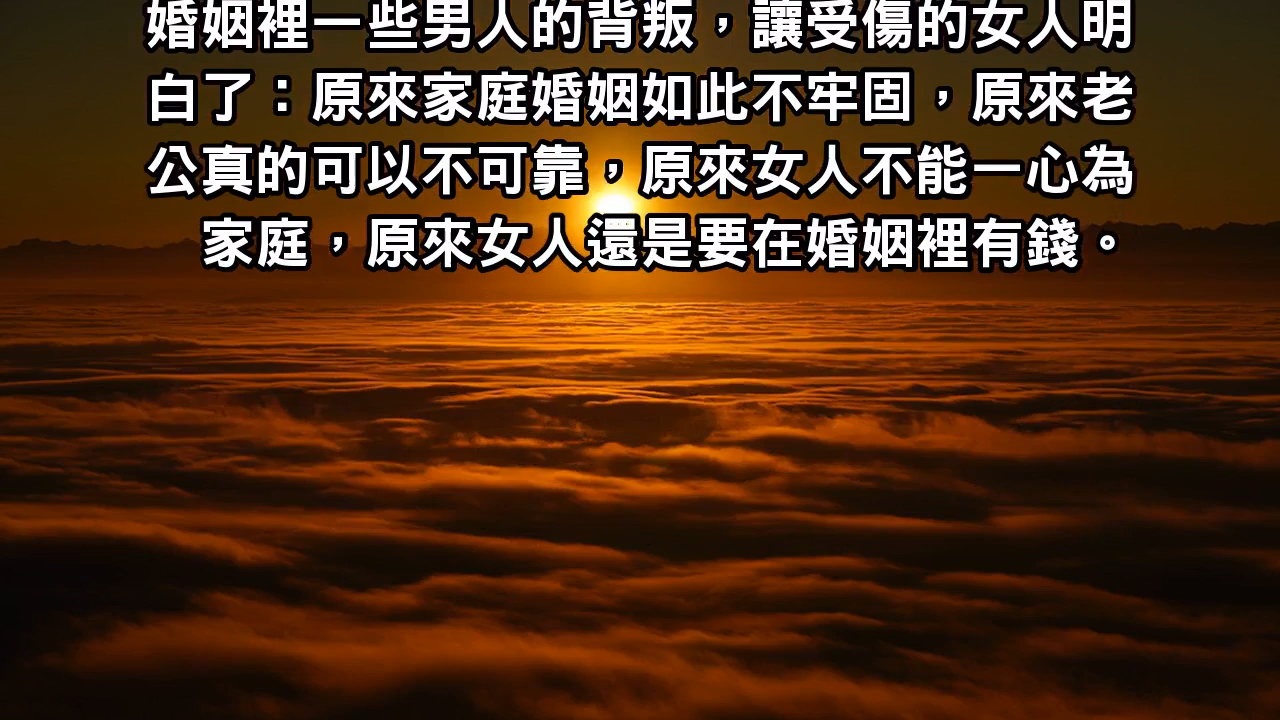 婚姻裡一些男人的背叛，讓受傷的女人明
白了：原來家庭婚姻如此不牢固，原來老
公真的可以不可靠，原來女人不能一心為
家庭，原來女人還是要在婚姻裡有錢。